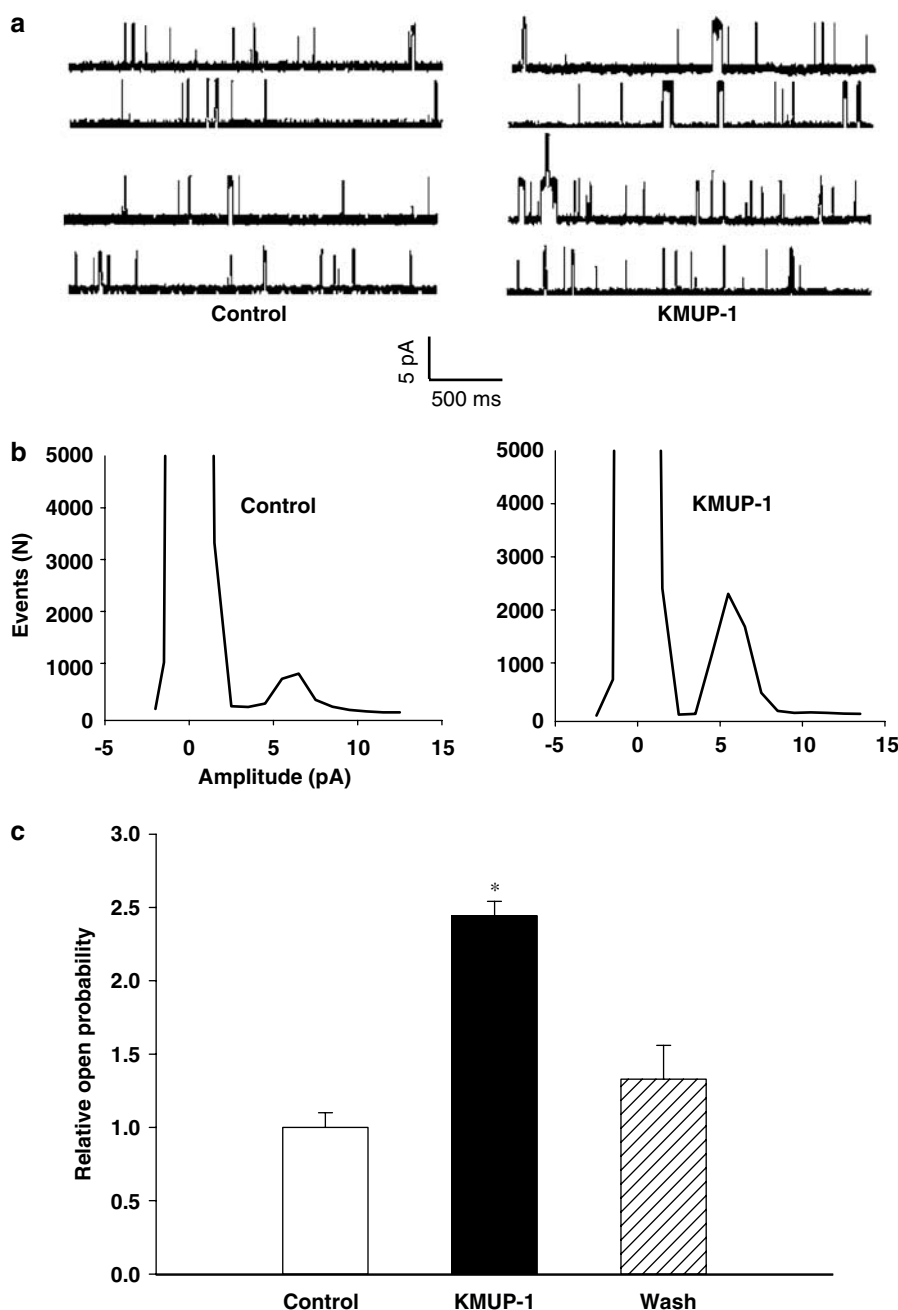 a
Control
KMUP-1
5 pA
500 ms
b
5000
4000
3000
2000
1000
0
-5
0
5
10
15
Events (N)
Amplitude (pA)
Control
5000
4000
3000
2000
1000
0
-5
0
5
10
15
KMUP-1
c
3.0
2.5
2.0
1.5
1.0
0.5
0.0
Relative open probability
*
Control
KMUP-1
Wash